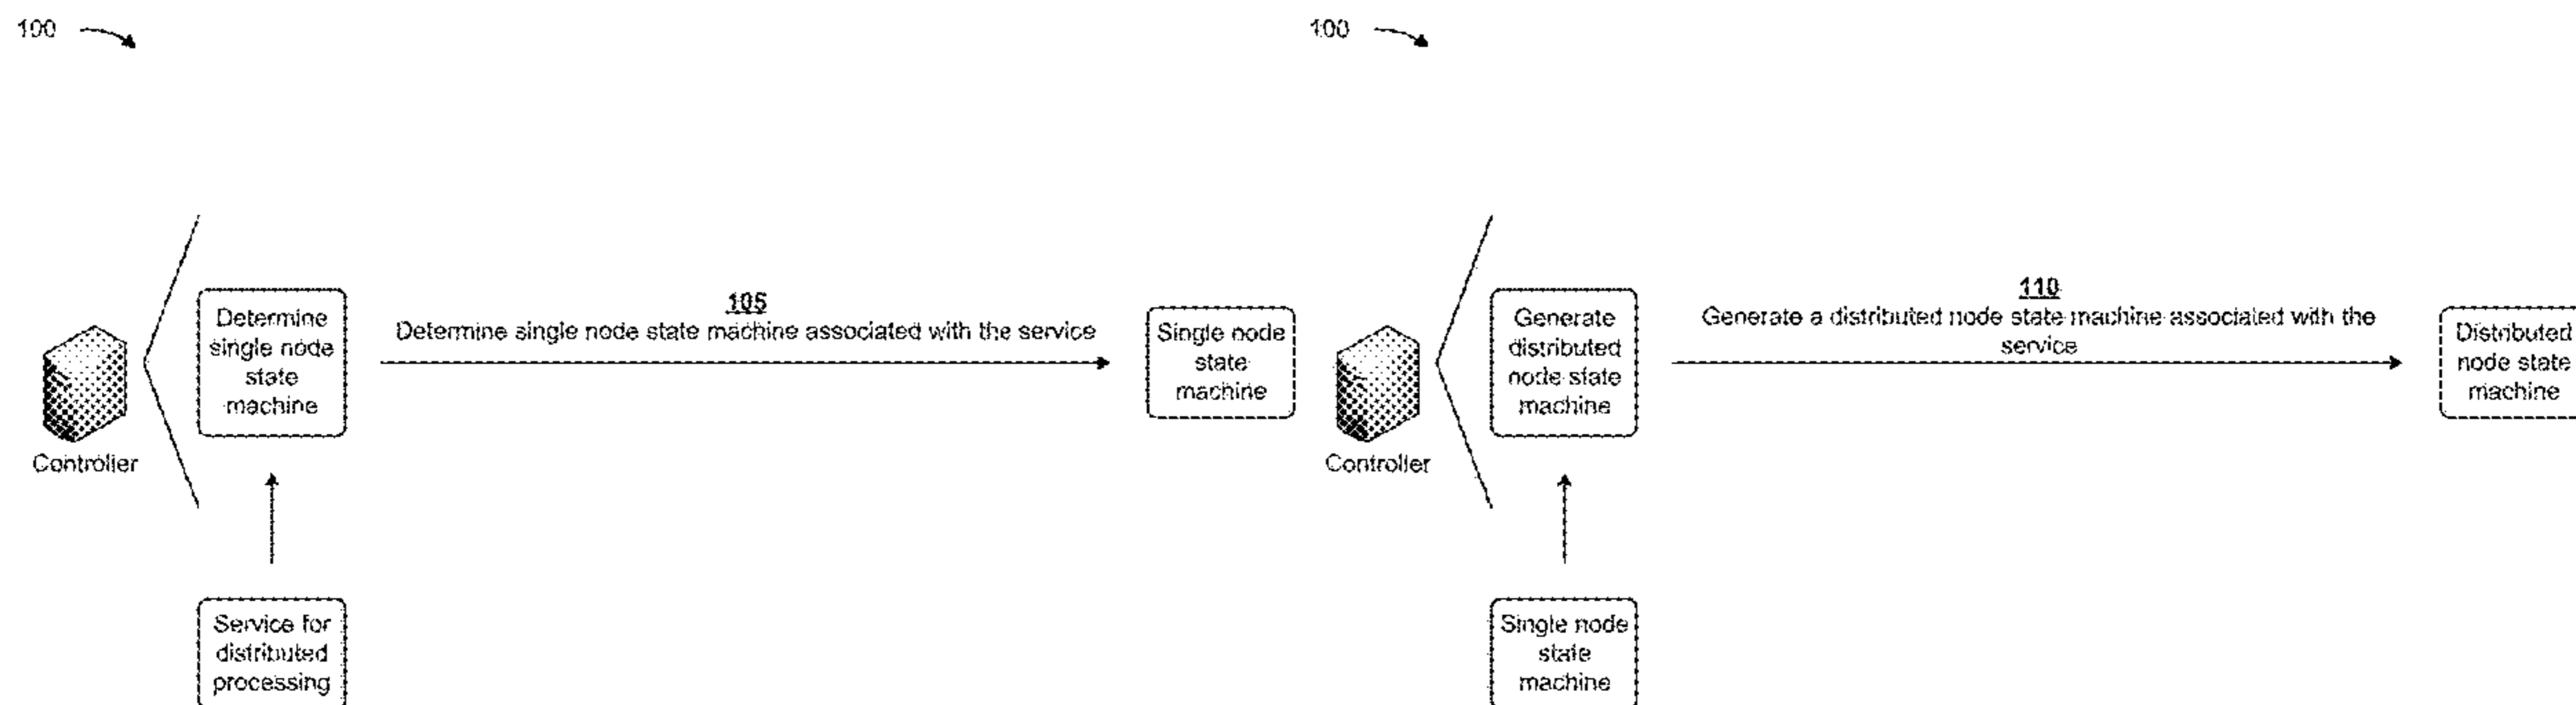 100
Determine
single node
state
machine
Controller
Service for
distributed
processing
105
Determine single node state machine associated with the service
Single node
state
machine
100
Generate
distributed
node state
machine
Controller
Single node
state
machine
110
Generate a distributed node state machine associated with the
service
Distributed
node state
machine